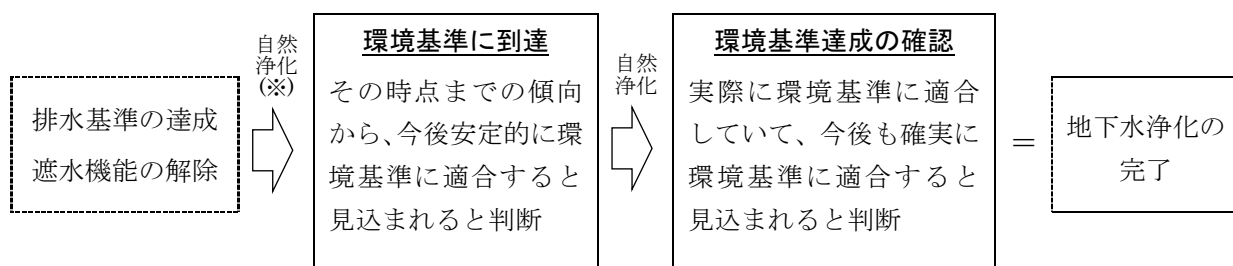 排水基準の達成
遮水機能の解除
自然
浄化
(※)
環境基準に到達
その時点までの傾向
から、今後安定的に環
境基準に適合すると
見込まれると判断
自然
浄化
環境基準達成の確認
実際に環境基準に適合
していて、今後も確実に
環境基準に適合すると
見込まれると判断
＝
地下水浄化の
完了